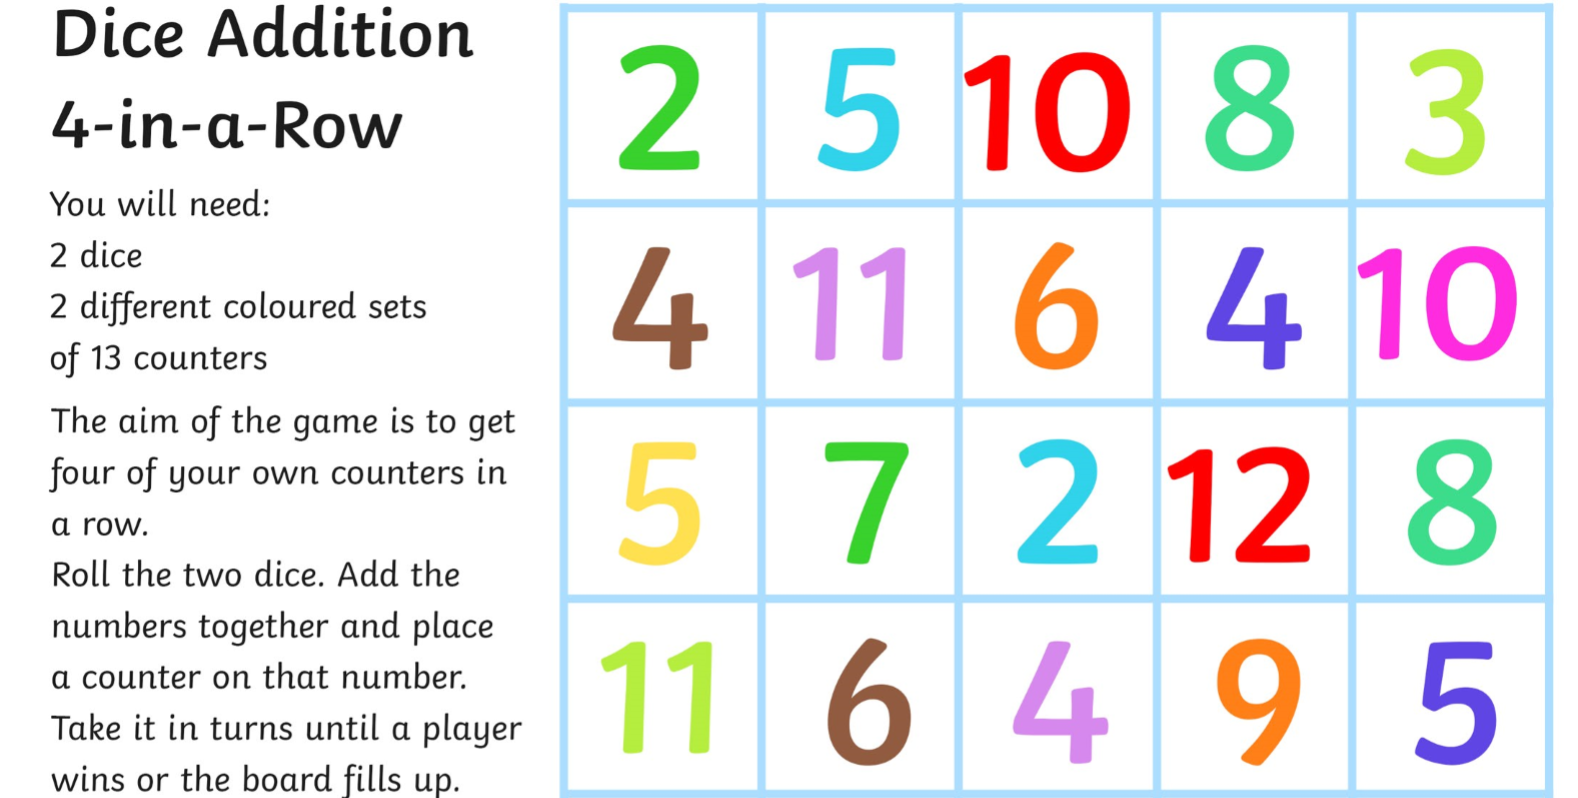 Dice Addition
4-in-a-Row
You will need:
2 dice
2 different coloured sets
of 13 counters
The aim of the game is to get
four of your own counters in
a row.
Roll the two dice. Add the
numbers together and place
a counter on that number.
Take it in turns until a player
wins or the board fills up.
2 5 10 8 3
4 11 6 4 10
5 7 2 12 8
11 6 4 9 5